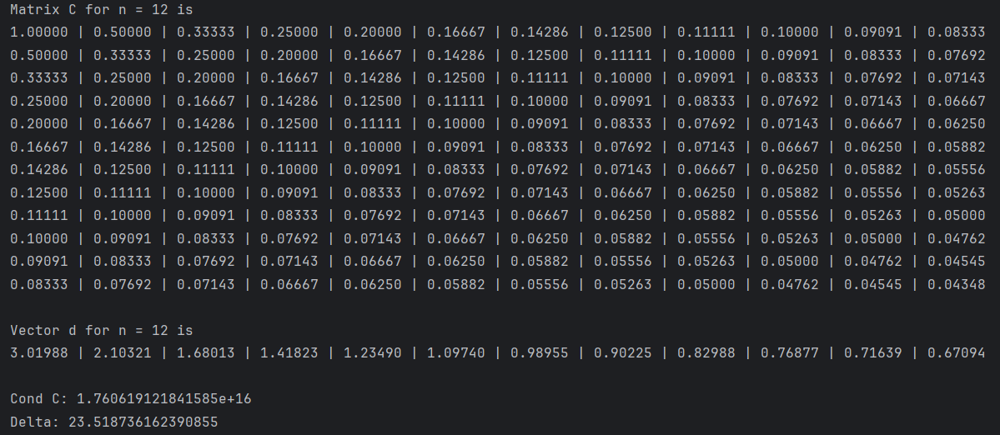 Matrix C for n = 12 is
1.00000 | 0.50000 | 0.33333 | 0.25000 | 0.20000 | 0.16667 | 0.14286 | 0.12500 | 0.11111 | 0.10000 | 0.09091 | 0.08333
0.50000 | 0.33333 | 0.25000 | 0.20000 | 0.16667 | 0.14286 | 0.12500 | 0.11111 | 0.10000 | 0.09091 | 0.08333 | 0.07692
0.33333 | 0.25000 | 0.20000 | 0.16667 | 0.14286 | 0.12500 | 0.11111 | 0.10000 | 0.09091 | 0.08333 | 0.07692 | 0.07143
0.25000 | 0.20000 | 0.16667 | 0.14286 | 0.12500 | 0.11111 | 0.10000 | 0.09091 | 0.08333 | 0.07692 | 0.07143 | 0.06667
0.20000 | 0.16667 | 0.14286 | 0.12500 | 0.11111 | 0.10000 | 0.09091 | 0.08333 | 0.07692 | 0.07143 | 0.06667 | 0.06250
0.16667 | 0.14286 | 0.12500 | 0.11111 | 0.10000 | 0.09091 | 0.08333 | 0.07692 | 0.07143 | 0.06667 | 0.06250 | 0.05882
0.14286 | 0.12500 | 0.11111 | 0.10000 | 0.09091 | 0.08333 | 0.07692 | 0.07143 | 0.06667 | 0.06250 | 0.05882 | 0.05556
0.12500 | 0.11111 | 0.10000 | 0.09091 | 0.08333 | 0.07692 | 0.07143 | 0.06667 | 0.06250 | 0.05882 | 0.05556 | 0.05263
0.11111 | 0.10000 | 0.09091 | 0.08333 | 0.07692 | 0.07143 | 0.06667 | 0.06250 | 0.05882 | 0.05556 | 0.05263 | 0.05000
0.10000 | 0.09091 | 0.08333 | 0.07692 | 0.07143 | 0.06667 | 0.06250 | 0.05882 | 0.05556 | 0.05263 | 0.05000 | 0.04762
0.09091 | 0.08333 | 0.07692 | 0.07143 | 0.06667 | 0.06250 | 0.05882 | 0.05556 | 0.05263 | 0.05000 | 0.04762 | 0.04545
0.08333 | 0.07692 | 0.07143 | 0.06667 | 0.06250 | 0.05882 | 0.05556 | 0.05263 | 0.05000 | 0.04762 | 0.04545 | 0.04348
Vector d for n = 12 is
3.01988 | 2.10321 | 1.68013 | 1.41823 | 1.23490 | 1.09740 | 0.98955 | 0.90225 | 0.82988 | 0.76877 | 0.71639 | 0.67094
Cond C: 1.760619121841585e+16
Delta: 23.518736162390855